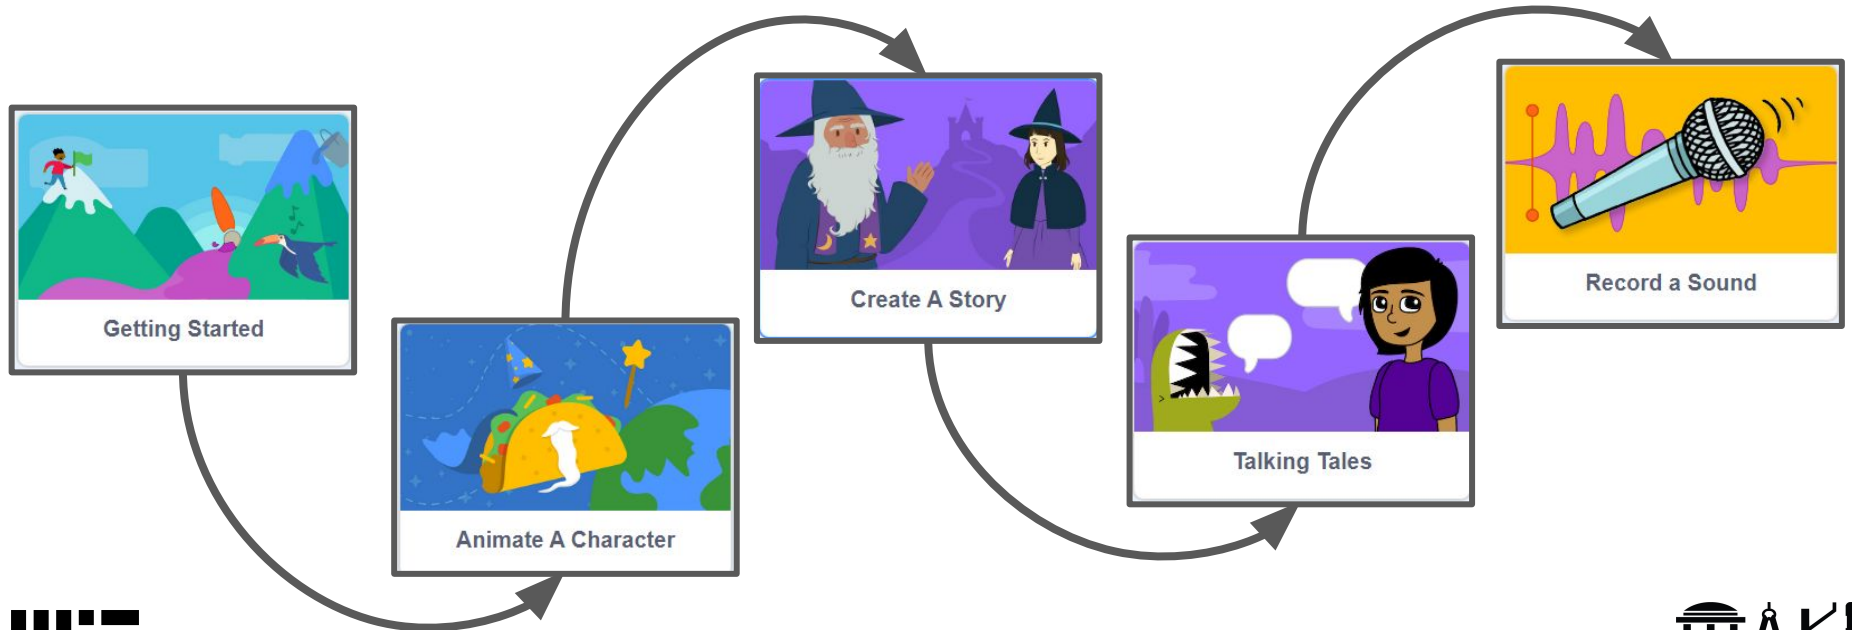 Getting Started
Animate A Character
Create A Story
Talking Tales
Record a Sound